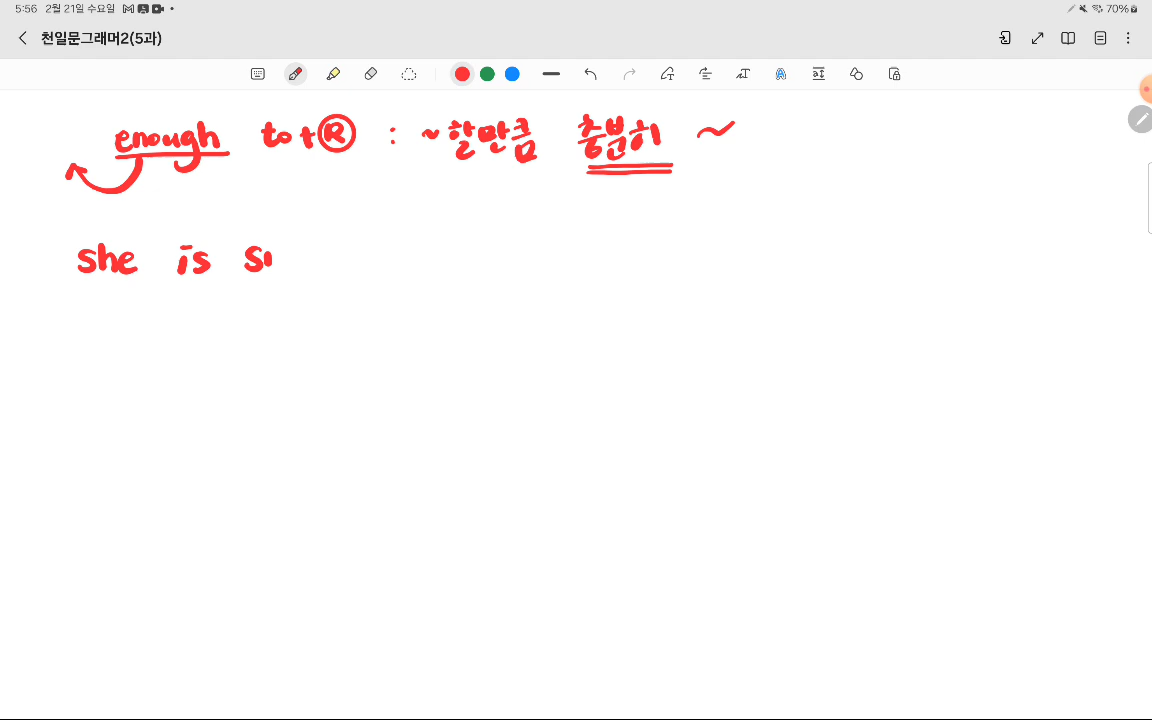 5:56 2월 21일 수요일 70%
천일문그래머2(5과)
enough to+Ⓡ : ~할만큼 충분히 ~
she is